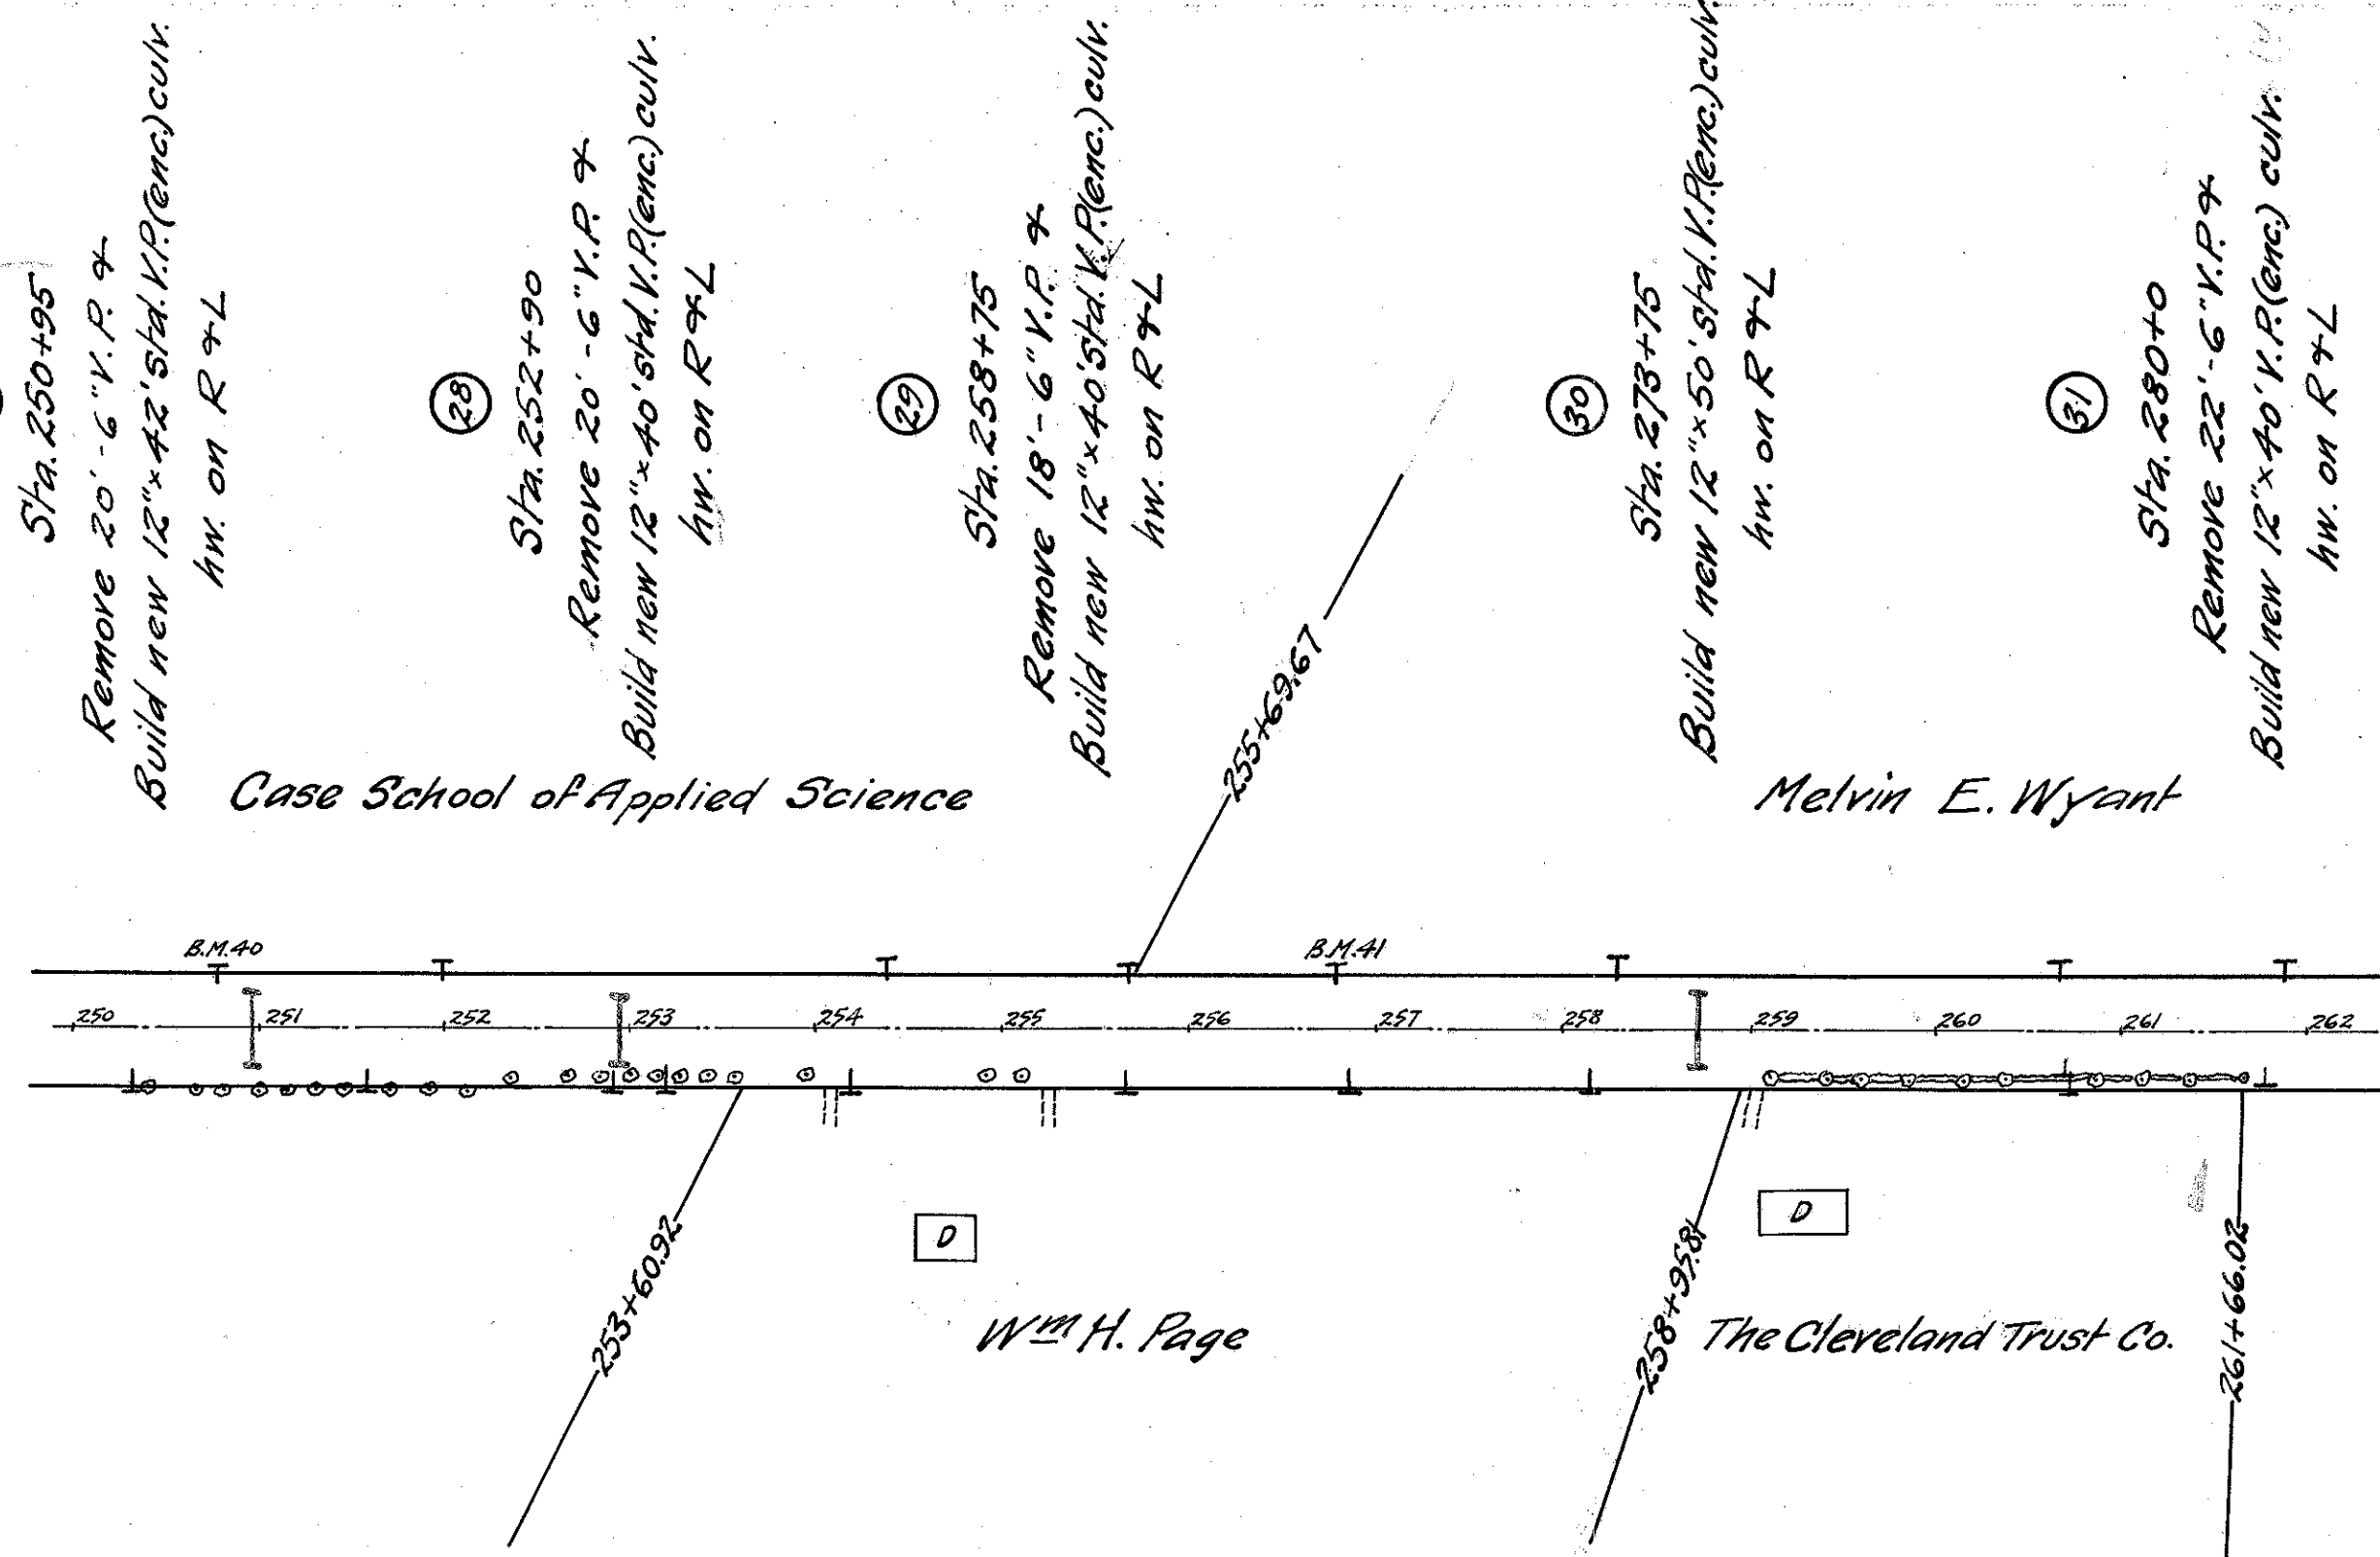 Sta. 250+95
Remove 20'-6" V.P. &
Build new 12"x42' std. V.P. (enc.) culv.
hw. on R & L
28
Sta. 252+90
Remove 20'-6" V.P. &
Build new 12"x40' std. V.P. (enc.) culv.
hw. on R & L
29
Sta. 258+75
Remove 18'-6" V.P. &
Build new 12"x40' Std. V.P. (enc.) culv.
hw. on R & L
30
Sta. 273+75
Build new 12"x50' std. V.P. (enc.) culv.
hw. on R & L
31
Sta. 280+0
Remove 22'-6" V.P. &
Build new 12"x40' V.P. (enc.) culv.
hw. on R & L
255+69.67
Case School of Applied Science
Melvin E. Wyant
B.M.40
B.M.41
250 251 252 253 254 255 256 257 258 259 260 261 262
D
D
253+60.92
258+95.81
261+66.02
Wm H. Page
The Cleveland Trust Co.